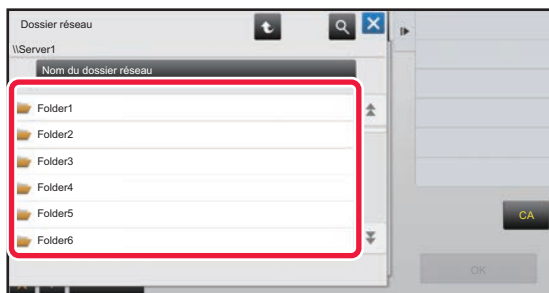 Dossier réseau
\\Server1
Nom du dossier réseau
Folder1
Folder2
Folder3
Folder4
Folder5
Folder6
CA
OK